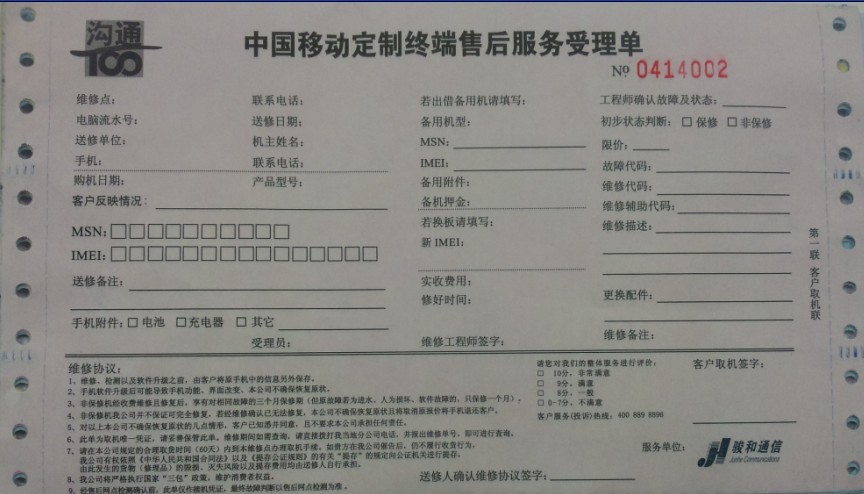 沟通
100
中国移动定制终端售后服务受理单
Nº 0414002
维修点: 联系电话: 若出借备用机请填写: 工程师确认故障及状态:
电脑流水号: 送修日期: 备用机型: 初步状态判断: □ 保修 □ 非保修
送修单位: 机主姓名: MSN: 限价:
手机: 联系电话: IMEI: 故障代码:
购机日期: 产品型号: 备用附件: 维修代码:
客户反映情况: 备机押金: 维修辅助代码:
MSN: 若换板请填写: 维修描述:
IMEI: 新 IMEI:
送修备注: 实收费用:
修好时间: 更换配件:
手机附件: □ 电池 □ 充电器 □ 其它
受理员: 维修工程师签字: 维修备注:
第一联 客户取机联
维修协议:
1、维修、检测以及软件升级之前，由客户将原手机中的信息另外保存。
2、手机软件升级后可能导致手机功能、界面改变，本公司不确保恢复原状。
3、非保修机经收费维修且修复后，享有对相同故障的三个月保修期（但原故障者为进水、人为损坏、软件故障的，只保修一个月），
4、非保修机我公司并不保证可完全修复，若经维修确认已无法修复，本公司不确保恢复原状且将取消原报价将手机退还客户。
5、对以上本公司不确保恢复原状的几点情形，客户已知悉并同意，且不要求本公司承担任何责任。
6、此单为取机唯一凭证，请妥善保管此单。维修期间如需查询，请直接拨打我当地分公司电话，并报出维修单号，即可进行查询。
7、请在本公司规定的合理取货时间（60天）内到本维修点办理取机手续。如贵方在我公司催告后，仍不履行收货行为，
我公司有权依照《中华人民共和国合同法》以及《提存公证规则》的有关“提存”的规定向公证机关进行提存。
由此发生的货物（修理品）的毁损、灭失风险以及提存费用均由送修人自行承担。
8、我公司将严格执行国家“三包”政策，维护消费者权益。
9、经售后网点检测确认前，此单仅作接机凭证，最终故障判断以售后网点检测为准。
请您对我们的整体服务进行评价:
□ 10分、非常满意
□ 9分、满意
□ 8分、一般
□ 0-7分、不满意
客户服务(投诉)热线: 400 889 8896
客户取机签字:
服务单位: 骏和通信
Junhe Communications
送修人确认维修协议签字: